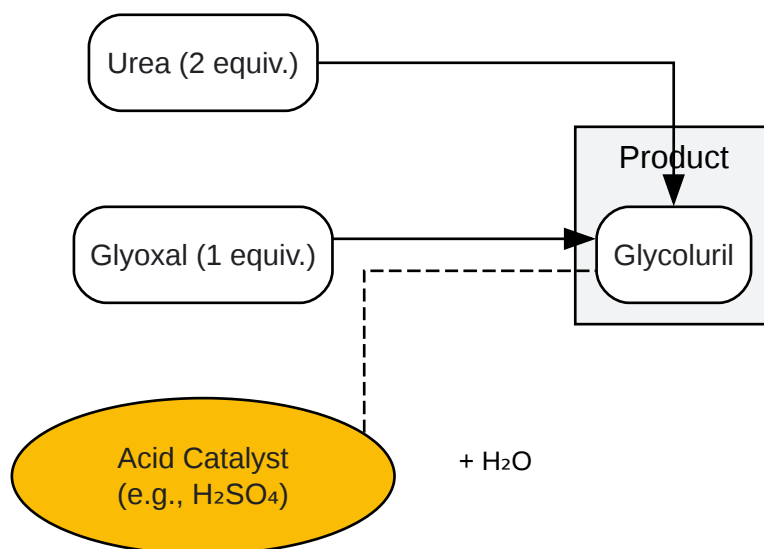 Urea (2 equiv.)
Product
Glyoxal (1 equiv.)
Glycoluril
Acid Catalyst
(e.g., H₂SO₄)
+ H₂O